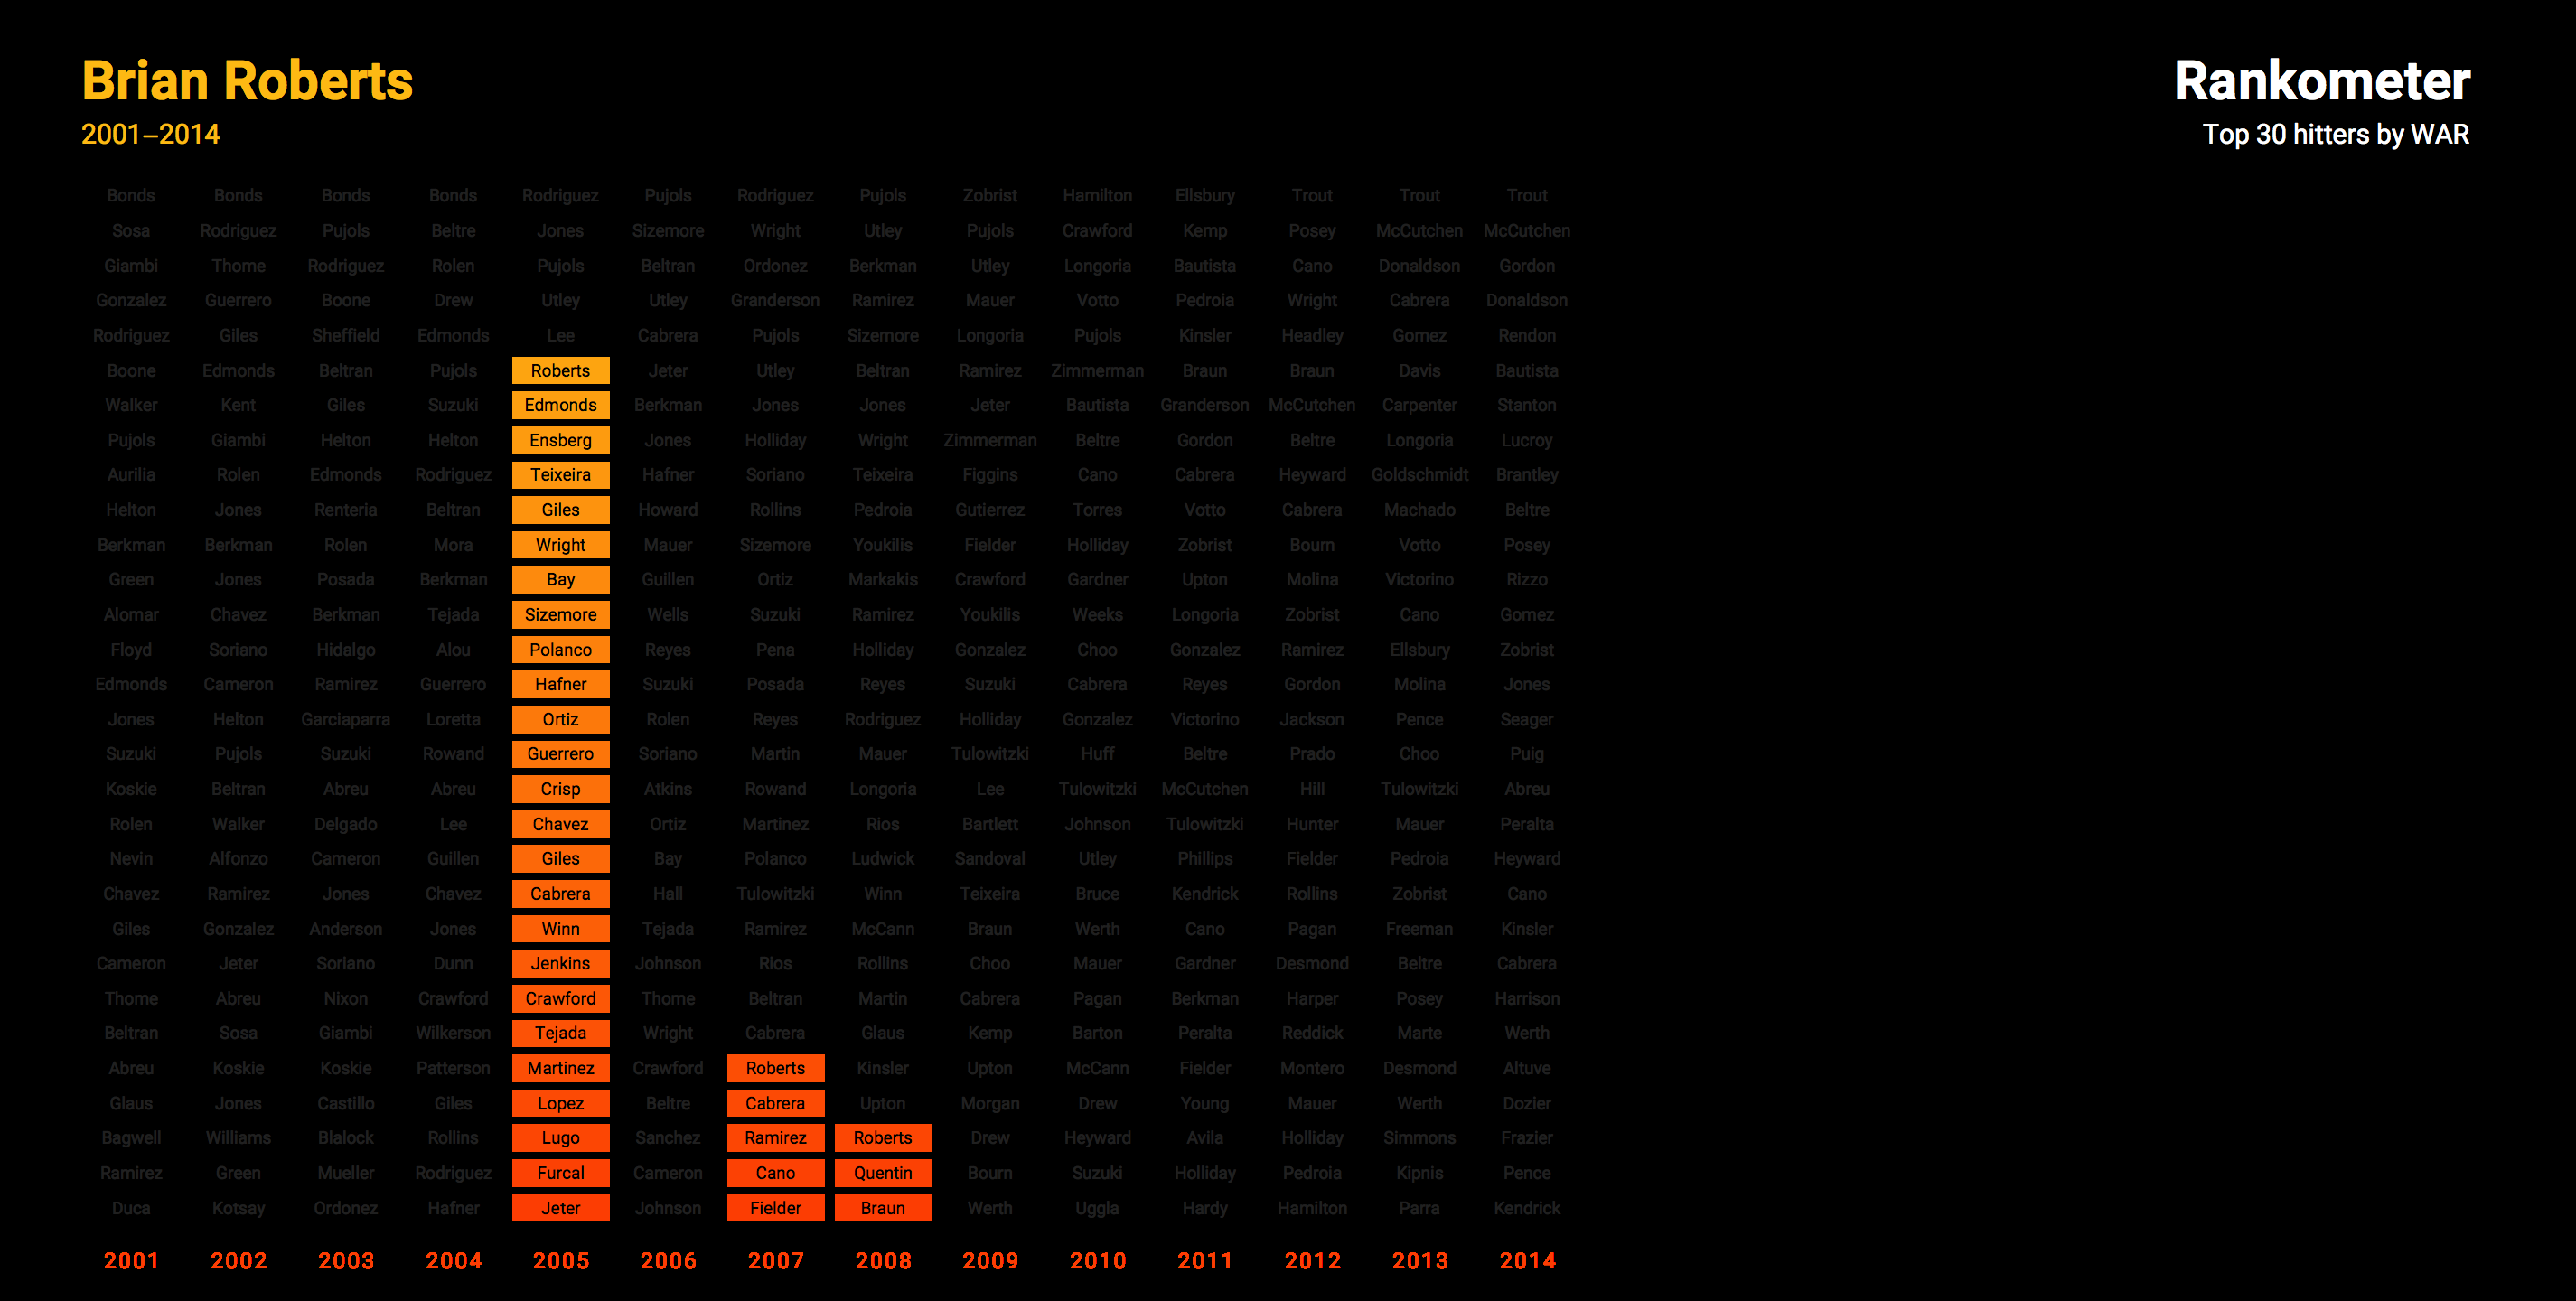 Brian Roberts
2001–2014
Rankometer
Top 30 hitters by WAR
Bonds Bonds Bonds Bonds Rodriguez Pujols Rodriguez Pujols Zobrist Hamilton Ellsbury Trout Trout Trout
Sosa Rodriguez Pujols Beltre Jones Sizemore Wright Utley Pujols Crawford Kemp Posey McCutchen McCutchen
Giambi Thome Rodriguez Rolen Pujols Beltran Ordonez Berkman Utley Longoria Bautista Cano Donaldson Gordon
Gonzalez Guerrero Boone Drew Utley Utley Granderson Ramirez Mauer Votto Pedroia Wright Cabrera Donaldson
Rodriguez Giles Sheffield Edmonds Lee Cabrera Pujols Sizemore Longoria Pujols Kinsler Headley Gomez Rendon
Boone Edmonds Beltran Pujols Roberts Jeter Utley Beltran Ramirez Zimmerman Braun Braun Davis Bautista
Walker Kent Giles Suzuki Edmonds Berkman Jones Jones Jeter Bautista Granderson McCutchen Carpenter Stanton
Pujols Giambi Helton Helton Ensberg Jones Holliday Wright Zimmerman Beltre Gordon Beltre Longoria Lucroy
Aurilia Rolen Edmonds Rodriguez Teixeira Hafner Soriano Teixeira Figgins Cano Cabrera Heyward Goldschmidt Brantley
Helton Jones Renteria Beltran Giles Howard Rollins Pedroia Gutierrez Torres Votto Cabrera Machado Beltre
Berkman Berkman Rolen Mora Wright Mauer Sizemore Youkilis Fielder Holliday Zobrist Bourn Votto Posey
Green Jones Posada Berkman Bay Guillen Ortiz Markakis Crawford Gardner Upton Molina Victorino Rizzo
Alomar Chavez Berkman Tejada Sizemore Wells Suzuki Ramirez Youkilis Weeks Longoria Zobrist Cano Gomez
Floyd Soriano Hidalgo Alou Polanco Reyes Pena Holliday Gonzalez Choo Gonzalez Ramirez Ellsbury Zobrist
Edmonds Cameron Ramirez Guerrero Hafner Suzuki Posada Reyes Suzuki Cabrera Reyes Gordon Molina Jones
Jones Helton Garciaparra Loretta Ortiz Rolen Reyes Rodriguez Holliday Gonzalez Victorino Jackson Pence Seager
Suzuki Pujols Suzuki Rowand Guerrero Soriano Martin Mauer Tulowitzki Huff Beltre Prado Choo Puig
Koskie Beltran Abreu Abreu Crisp Atkins Rowand Longoria Lee Tulowitzki McCutchen Hill Tulowitzki Abreu
Rolen Walker Delgado Lee Chavez Ortiz Martinez Rios Bartlett Johnson Tulowitzki Hunter Mauer Peralta
Nevin Alfonzo Cameron Guillen Giles Bay Polanco Ludwick Sandoval Utley Phillips Fielder Pedroia Heyward
Chavez Ramirez Jones Chavez Cabrera Hall Tulowitzki Winn Teixeira Bruce Kendrick Rollins Zobrist Cano
Giles Gonzalez Anderson Jones Winn Tejada Ramirez McCann Braun Werth Cano Pagan Freeman Kinsler
Cameron Jeter Soriano Dunn Jenkins Johnson Rios Rollins Choo Mauer Gardner Desmond Beltre Cabrera
Thome Abreu Nixon Crawford Crawford Thome Beltran Martin Cabrera Pagan Berkman Harper Posey Harrison
Beltran Sosa Giambi Wilkerson Tejada Wright Cabrera Glaus Kemp Barton Peralta Reddick Marte Werth
Abreu Koskie Koskie Patterson Martinez Crawford Roberts Kinsler Upton McCann Fielder Montero Desmond Altuve
Glaus Jones Castillo Giles Lopez Beltre Cabrera Upton Morgan Drew Young Mauer Werth Dozier
Bagwell Williams Blalock Rollins Lugo Sanchez Ramirez Roberts Drew Heyward Avila Holliday Simmons Frazier
Ramirez Green Mueller Rodriguez Furcal Cameron Cano Quentin Bourn Suzuki Holliday Pedroia Kipnis Pence
Duca Kotsay Ordonez Hafner Jeter Johnson Fielder Braun Werth Uggla Hardy Hamilton Parra Kendrick
2001 2002 2003 2004 2005 2006 2007 2008 2009 2010 2011 2012 2013 2014